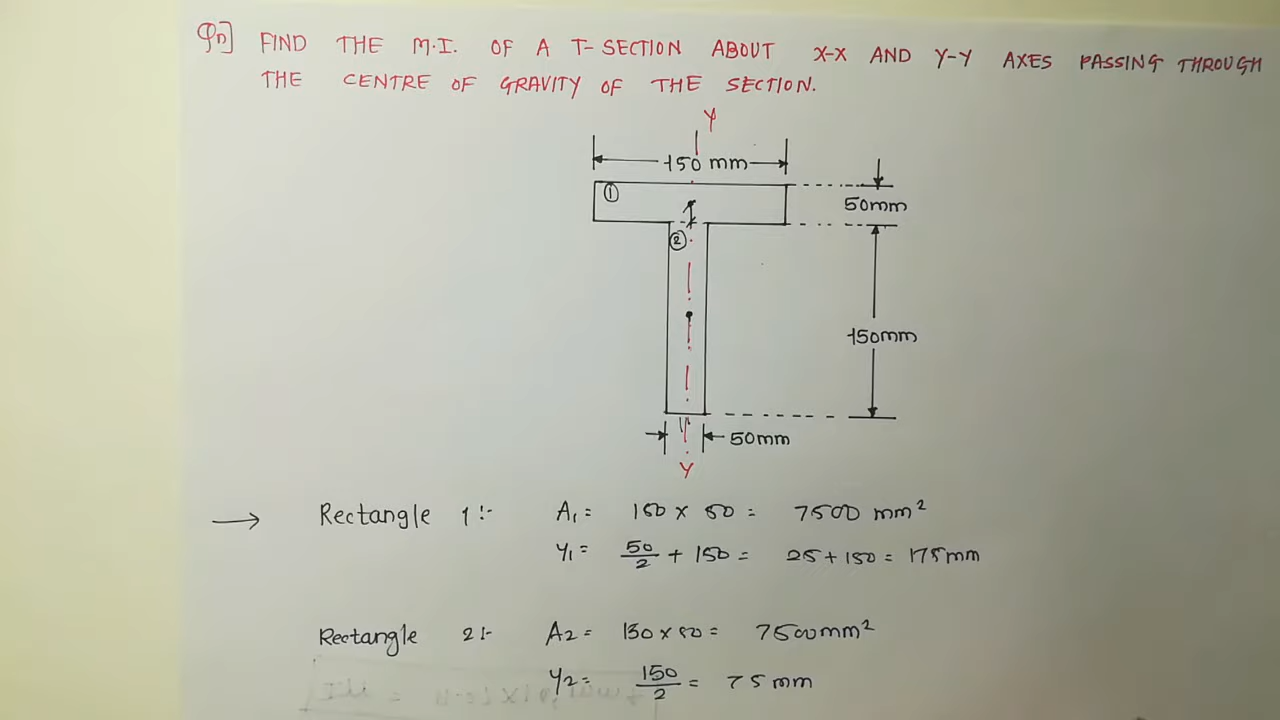 Qn] FIND THE M.I. OF A T-SECTION ABOUT X-X AND Y-Y AXES PASSING THROUGH
THE CENTRE OF GRAVITY OF THE SECTION.
Y
150 mm
①
50mm
②
150mm
50mm
Y
→ Rectangle 1:- A₁ = 150 x 50 = 7500 mm²
Y₁ = 50/2 + 150 = 25 + 150 = 175mm
Rectangle 2:- A2 = 150 x 50 = 7500mm²
Y2 = 150/2 = 75 mm